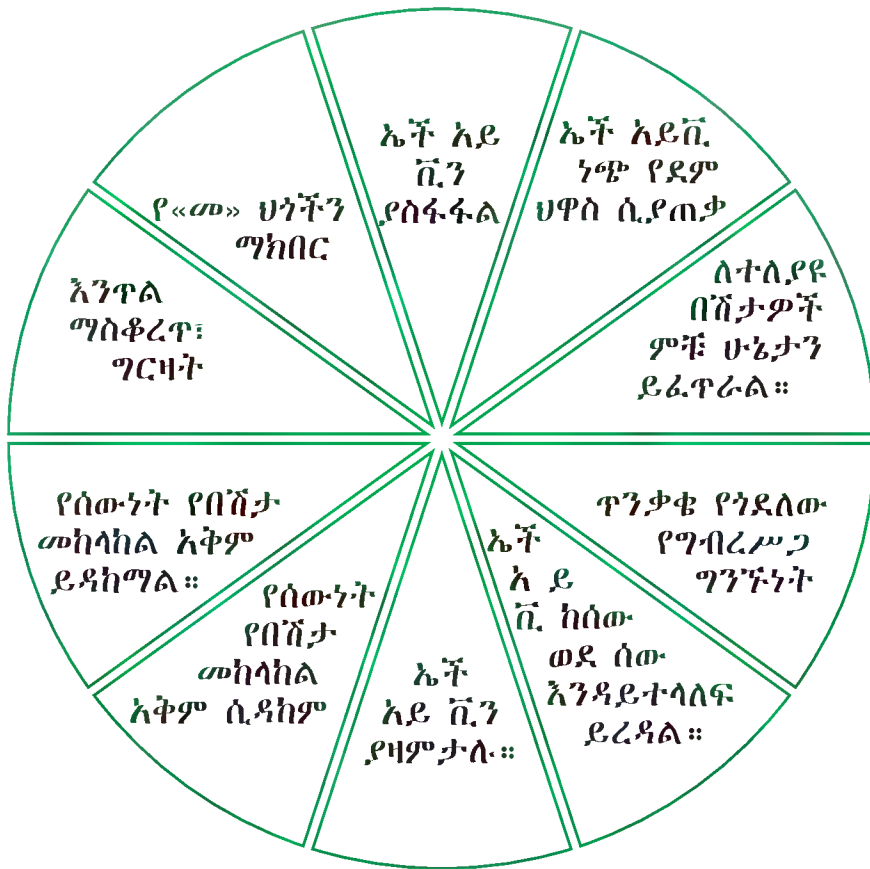 ኤች አይ
ቪን
ያስፋፋል
ኤች አይቪ
ነጭ የደም
ህዋስ ሲያጠቃ
ለተለያዩ
በሽታዎች
ምቹ ሁኔታን
ይፈጥራል።
ጥንቃቄ የጎደለው
የግብረሥጋ
ግንኙነት
ኤች
አ ይ
ቪ ከሰው
ወደ ሰው
እንዳይተላለፍ
ይረዳል።
ኤች
አይ ቪን
ያዛምታሉ።
የሰውነት
የበሽታ
መከላከል
አቅም ሲዳከም
የሰውነት የበሽታ
መከላከል አቅም
ይዳከማል።
እንጥል
ማስቆረጥ፣
ግርዛት
የ«መ» ህጎችን
ማክበር